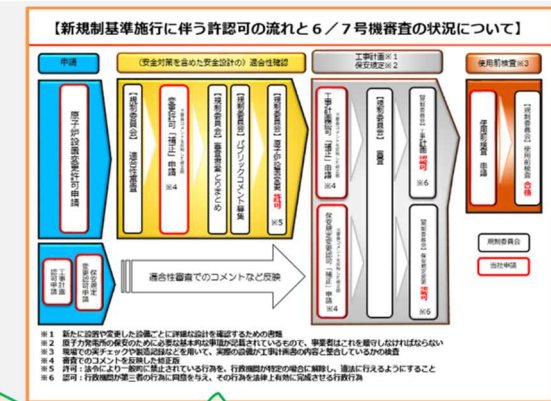 【新規制基準施行に伴う許認可の流れと６／７号機審査の状況について】
申請
（安全対策を含めた安全設計の）適合性確認
工事計画※１
保安規定※２
使用前検査※３
原子炉設置変更許可申請
【規制委員会】 適合性審査
変更許可「補正」申請
※４
【規制委員会】 審査書案とりまとめ
【規制委員会】 パブリックコメント募集
【規制委員会】 原子炉設置変更 許可
※５
工事計画認可「補正」申請
※４
保安規定変更認可「補正」申請
※４
【規制委員会】 審査
【規制委員会】 工事計画 認可
※６
【規制委員会】 保安規定変更 認可
※６
使用前検査 申請
【規制委員会】 使用前検査 合格
工事計画認可申請
保安規定変更認可申請
適合性審査でのコメントなど反映
規制委員会
当社申請
※１ 新たに設置や変更した設備ごとに詳細な設計を確認するための書類
※２ 原子力発電所の保安のために必要な基本的な事項が記載されているもので、事業者はこれを順守しなければならない
※３ 現場での実チェックや製造記録などを用いて、実際の設備が工事計画書の内容と整合しているかの検査
※４ 審査でのコメントを反映した修正版
※５ 許可：法令により一般的に禁止されている行為を、行政機関が特定の場合に解除し、適法に行えるようにすること
※６ 認可：行政機関が第三者の行為に同意を与え、その行為を法律上有効に完成させる行政行為